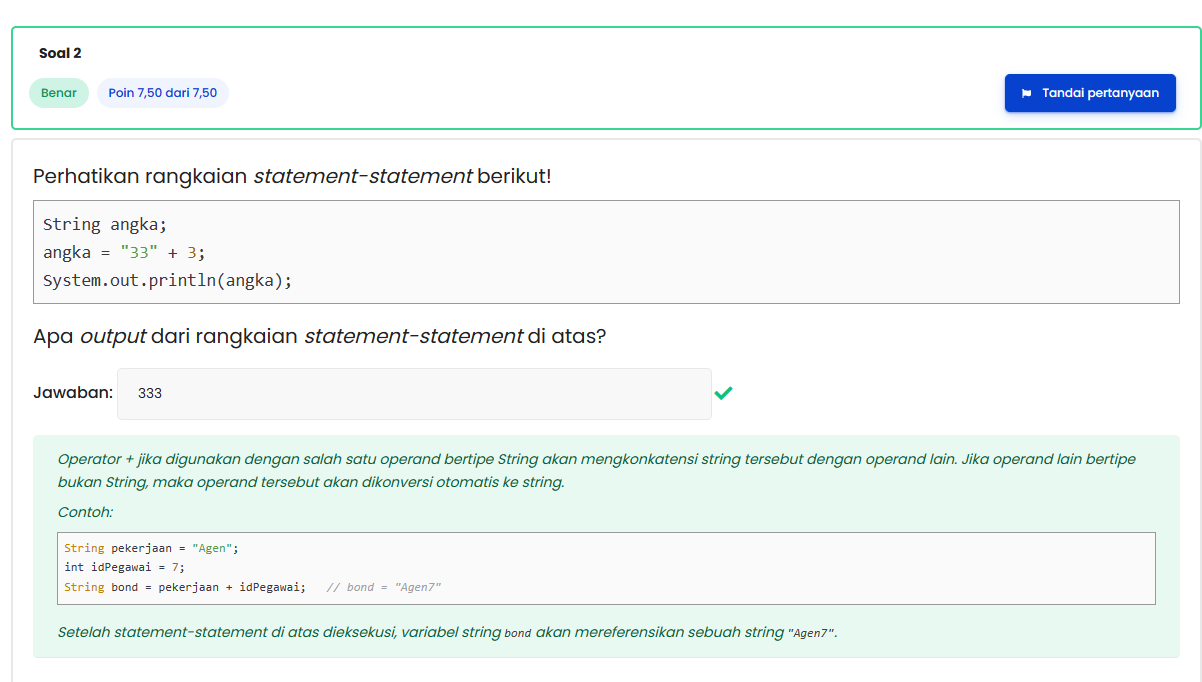 Soal 2
Benar
Poin 7,50 dari 7,50
Tandai pertanyaan
Perhatikan rangkaian statement-statement berikut!
String angka;
angka = "33" + 3;
System.out.println(angka);
Apa output dari rangkaian statement-statement di atas?
Jawaban: 333
Operator + jika digunakan dengan salah satu operand bertipe String akan mengkonkatensi string tersebut dengan operand lain. Jika operand lain bertipe
bukan String, maka operand tersebut akan dikonversi otomatis ke string.
Contoh:
String pekerjaan = "Agen";
int idPegawai = 7;
String bond = pekerjaan + idPegawai;   // bond = "Agen7"
Setelah statement-statement di atas dieksekusi, variabel string bond akan mereferensikan sebuah string "Agen7".